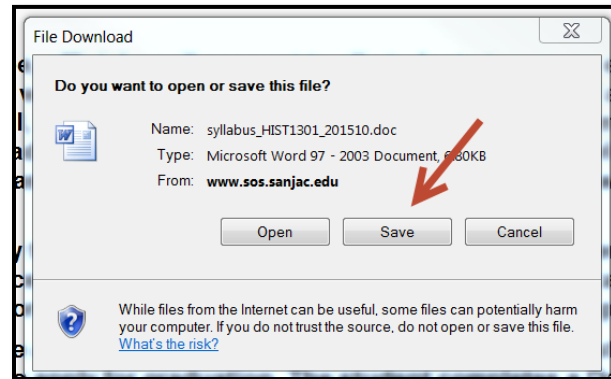 File Download
Do you want to open or save this file?
Name: syllabus_HIST1301_201510.doc
Type: Microsoft Word 97 - 2003 Document, 6.80KB
From: www.sos.sanjac.edu
Open Save Cancel
While files from the Internet can be useful, some files can potentially harm
your computer. If you do not trust the source, do not open or save this file.
What's the risk?